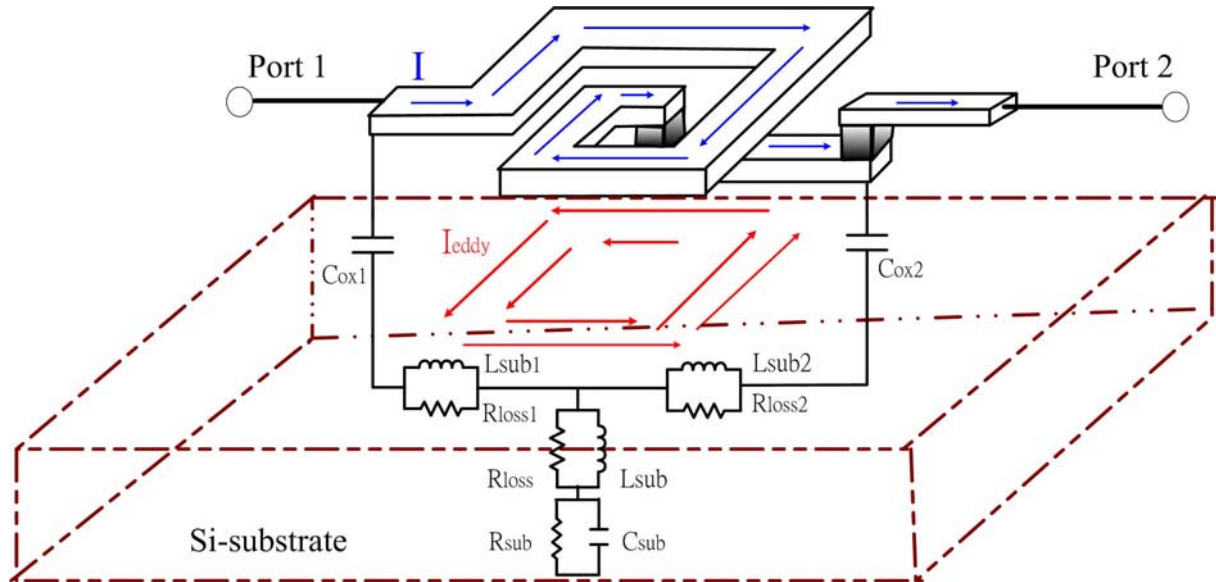 Port 1
I
Port 2
Ieddy
Cox1
Cox2
Lsub1
Lsub2
Rloss1
Rloss2
Rloss
Lsub
Rsub
Csub
Si-substrate